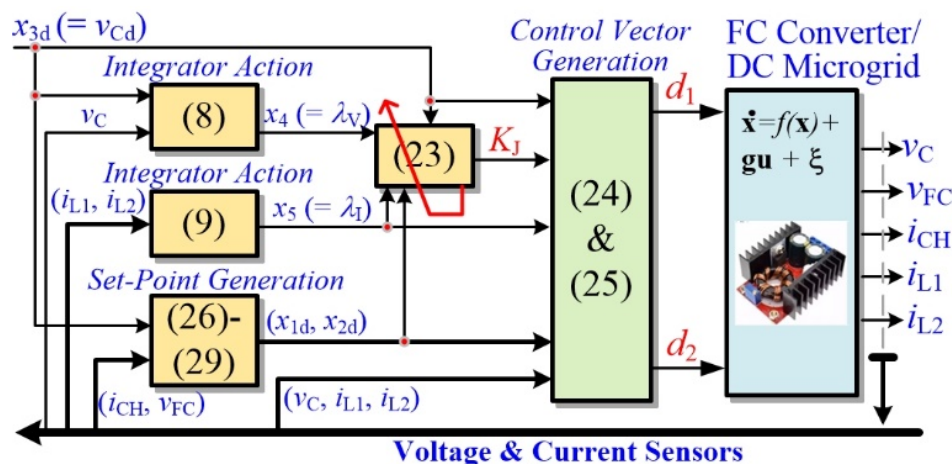 x3d (= vCd)
Integrator Action
vC
(8)
x4 (= λV)
(23)
KJ
Integrator Action
(iL1, iL2)
(9)
x5 (= λI)
Set-Point Generation
(26)-
(29)
(x1d, x2d)
(iCH, vFC)
(vC, iL1, iL2)
Control Vector
Generation
(24)
&
(25)
d1
d2
FC Converter/
DC Microgrid
ẋ=f(x)+
gu + ξ
vC
vFC
iCH
iL1
iL2
Voltage & Current Sensors